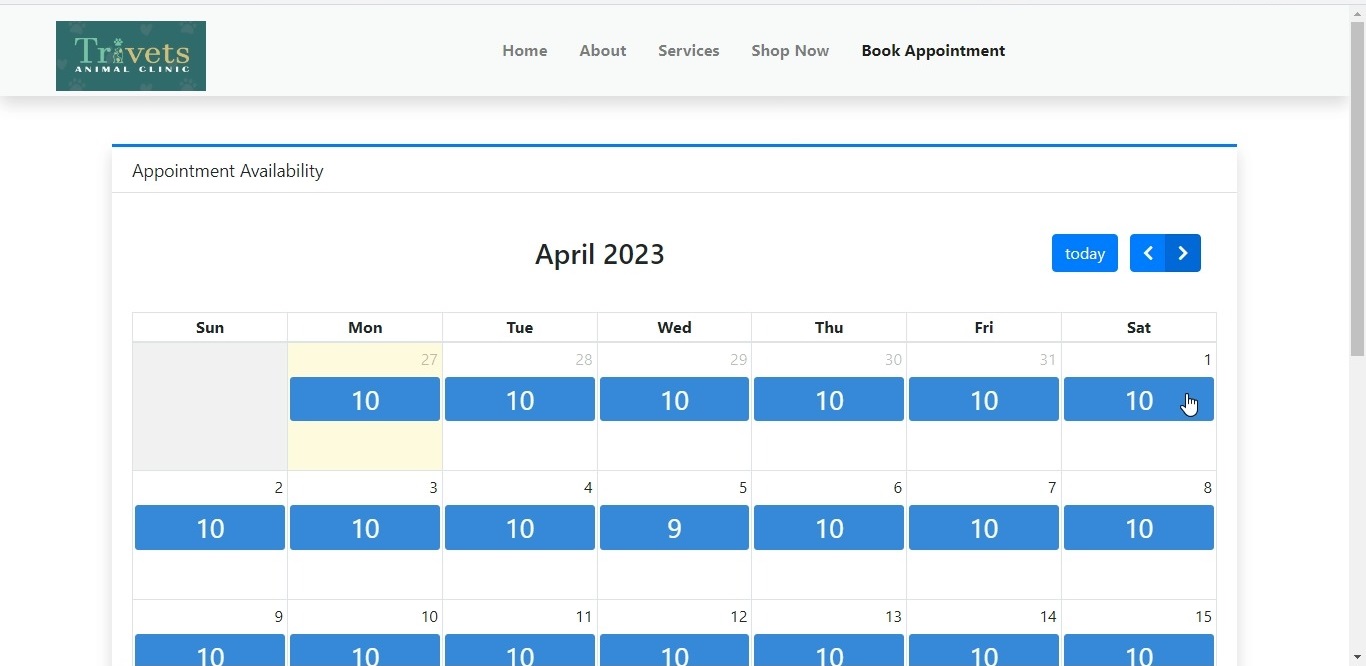 Trivets
ANIMAL CLINIC
Home About Services Shop Now Book Appointment
Appointment Availability
April 2023
today
Sun Mon Tue Wed Thu Fri Sat
27 28 29 30 31 1
10 10 10 10 10 10
2 3 4 5 6 7 8
10 10 10 9 10 10 10
9 10 11 12 13 14 15
10 10 10 10 10 10 10